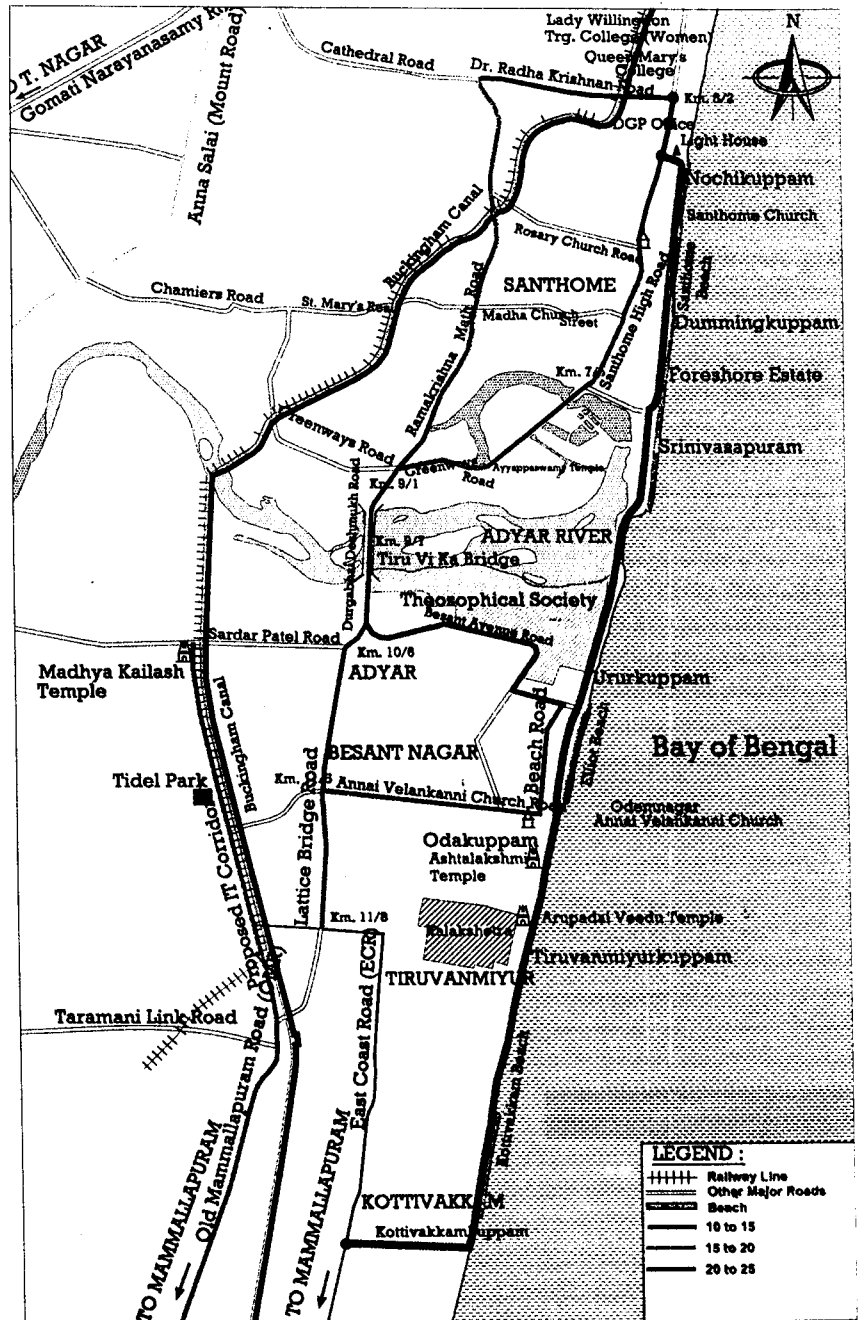 Lady Willington
Trg. College (Women)
Queen Mary's
College
N
T. NAGAR
Gomati Narayanasamy
Cathedral Road
Dr. Radha Krishnan Road
Km. 6/2
DGP Office
Light House
Anna Salai (Mount Road)
Nochikuppam
Santhome Church
Buckingham Canal
Rosary Church Road
SANTHOME
Santhome
Beach
Chamiers Road
St. Mary's Road
Madha Church
Street
Santhome High Road
Dummingkuppam
Ramakrishna Math Road
Km. 7/
Foreshore Estate
Greenways Road
Srinivasapuram
Greenways
Road
Ayyappaswamy Temple
Km. 9/1
Durgabhai Deshmukh Road
Km. 9/7
ADYAR RIVER
Tiru Vi Ka Bridge
Theosophical Society
Besant Avenue Road
Sardar Patel Road
Km. 10/6
ADYAR
Madhya Kailash
Temple
Ururkuppam
Buckingham Canal
BESANT NAGAR
Beach Road
Elliot Beach
Bay of Bengal
Tidel Park
Km.
Annai Velankanni Church Road
Odemnagar
Annai Velankanni Church
Lattice Bridge Road
Odakuppam
Ashtalakshmi
Temple
Proposed IT Corridor
Km. 11/8
Arupadai Veedu Temple
Kalakshetra
Tiruvanmiyurkuppam
TIRUVANMIYUR
Taramani Link Road
Old Mammallapuram Road (OMR)
East Coast Road (ECR)
Kottivakkam Beach
TO MAMMALLAPURAM
TO MAMMALLAPURAM
KOTTIVAKKAM
Kottivakkam kuppam
LEGEND :
Railway Line
Other Major Roads
Beach
10 to 15
15 to 20
20 to 25